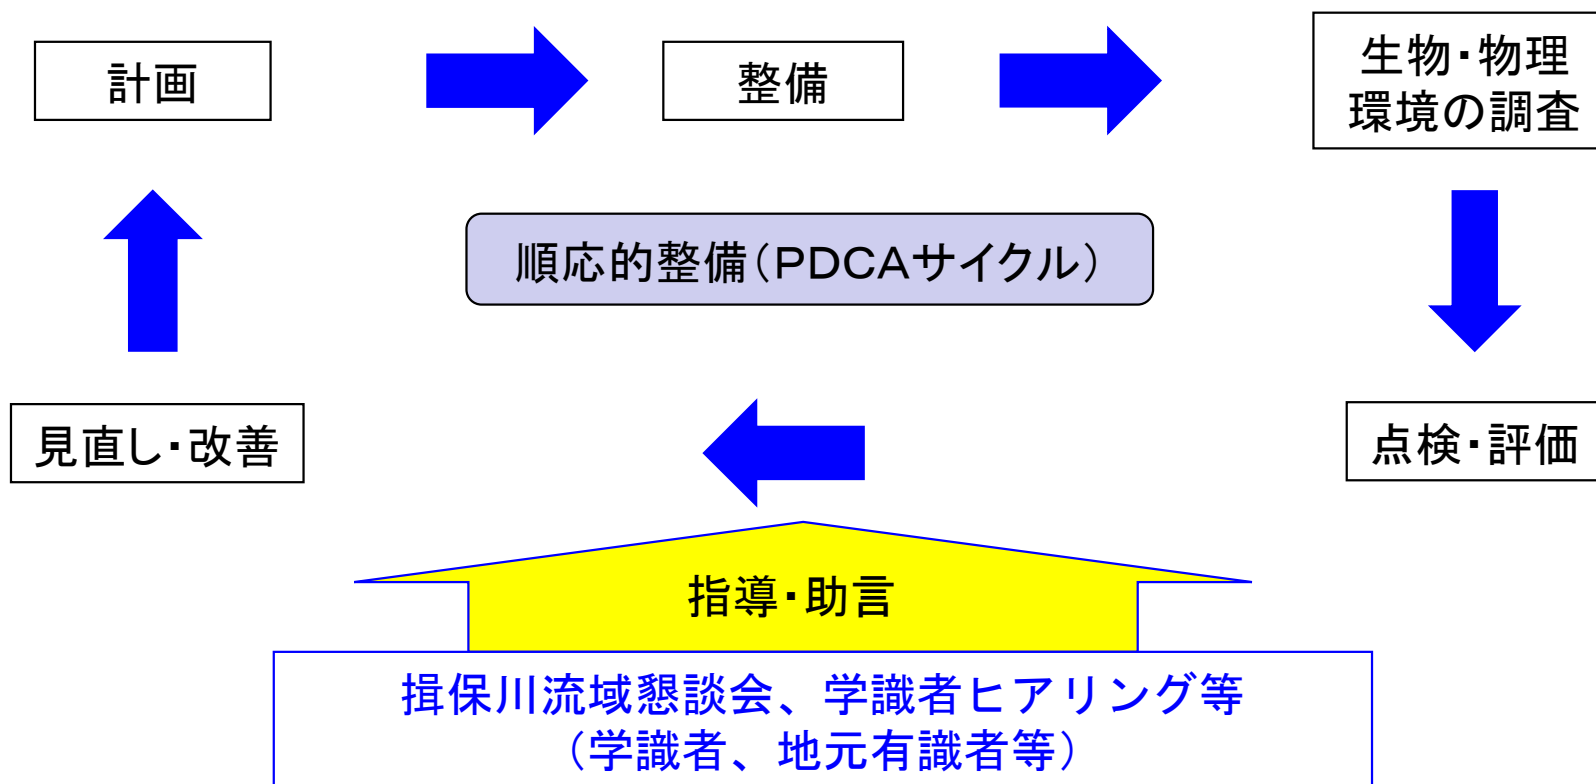 計画
整備
生物・物理
環境の調査
順応的整備（ＰＤＣＡサイクル）
見直し・改善
点検・評価
指導・助言
揖保川流域懇談会、学識者ヒアリング等
（学識者、地元有識者等）